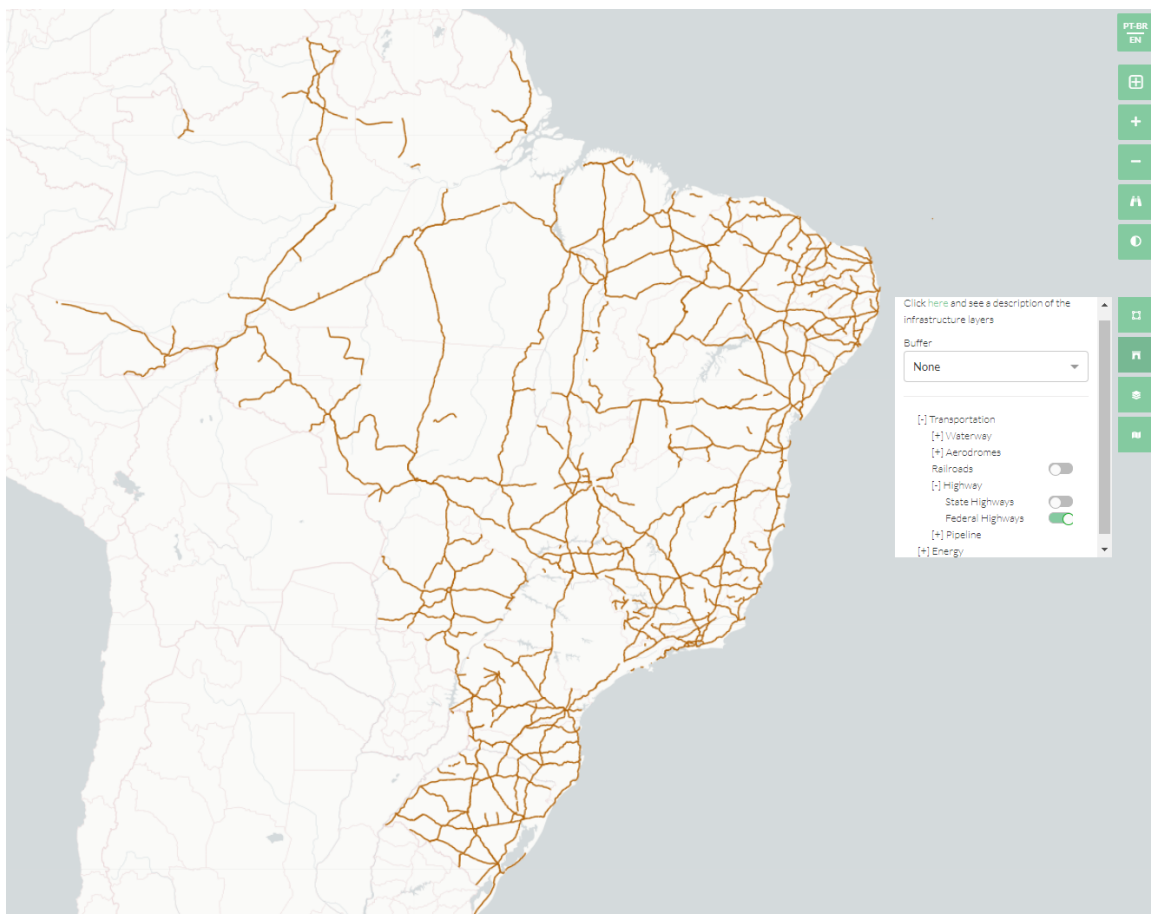 PT-BR
EN
Click here and see a description of the
infrastructure layers
Buffer
None
[-] Transportation
[+] Waterway
[+] Aerodromes
Railroads
[-] Highway
State Highways
Federal Highways
[+] Pipeline
[+] Energy